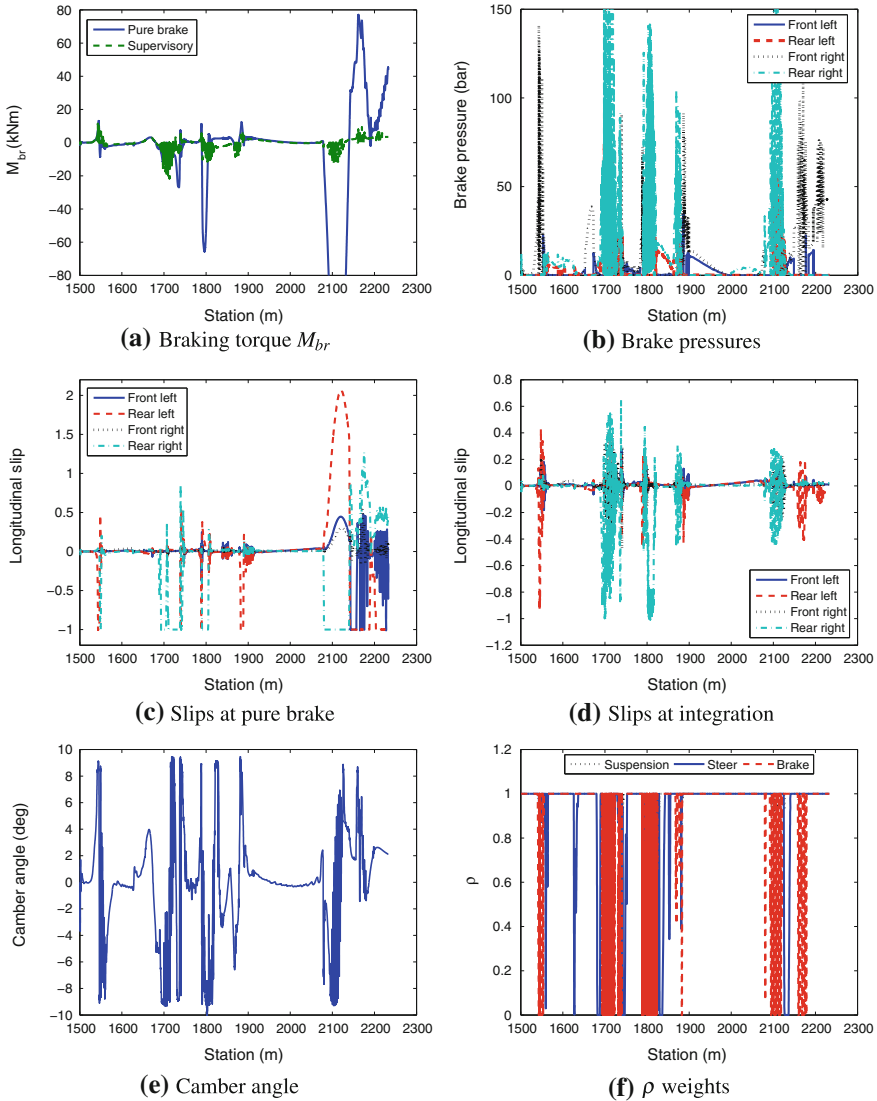 80
60
40
20
0
−20
−40
−60
−80
M_br (kNm)
Pure brake
Supervisory
1500 1600 1700 1800 1900 2000 2100 2200 2300
Station (m)
(a) Braking torque M_br
150
100
50
0
Brake pressure (bar)
Front left
Rear left
Front right
Rear right
1500 1600 1700 1800 1900 2000 2100 2200 2300
Station (m)
(b) Brake pressures
2
1.5
1
0.5
0
−0.5
−1
Longitudinal slip
Front left
Rear left
Front right
Rear right
1500 1600 1700 1800 1900 2000 2100 2200 2300
Station (m)
(c) Slips at pure brake
0.8
0.6
0.4
0.2
0
−0.2
−0.4
−0.6
−0.8
−1
−1.2
Longitudinal slip
Front left
Rear left
Front right
Rear right
1500 1600 1700 1800 1900 2000 2100 2200 2300
Station (m)
(d) Slips at integration
10
8
6
4
2
0
−2
−4
−6
−8
−10
Camber angle (deg)
1500 1600 1700 1800 1900 2000 2100 2200 2300
Station (m)
(e) Camber angle
1.2
1
0.8
0.6
0.4
0.2
0
ρ
Suspension Steer Brake
1500 1600 1700 1800 1900 2000 2100 2200 2300
Station (m)
(f) ρ weights